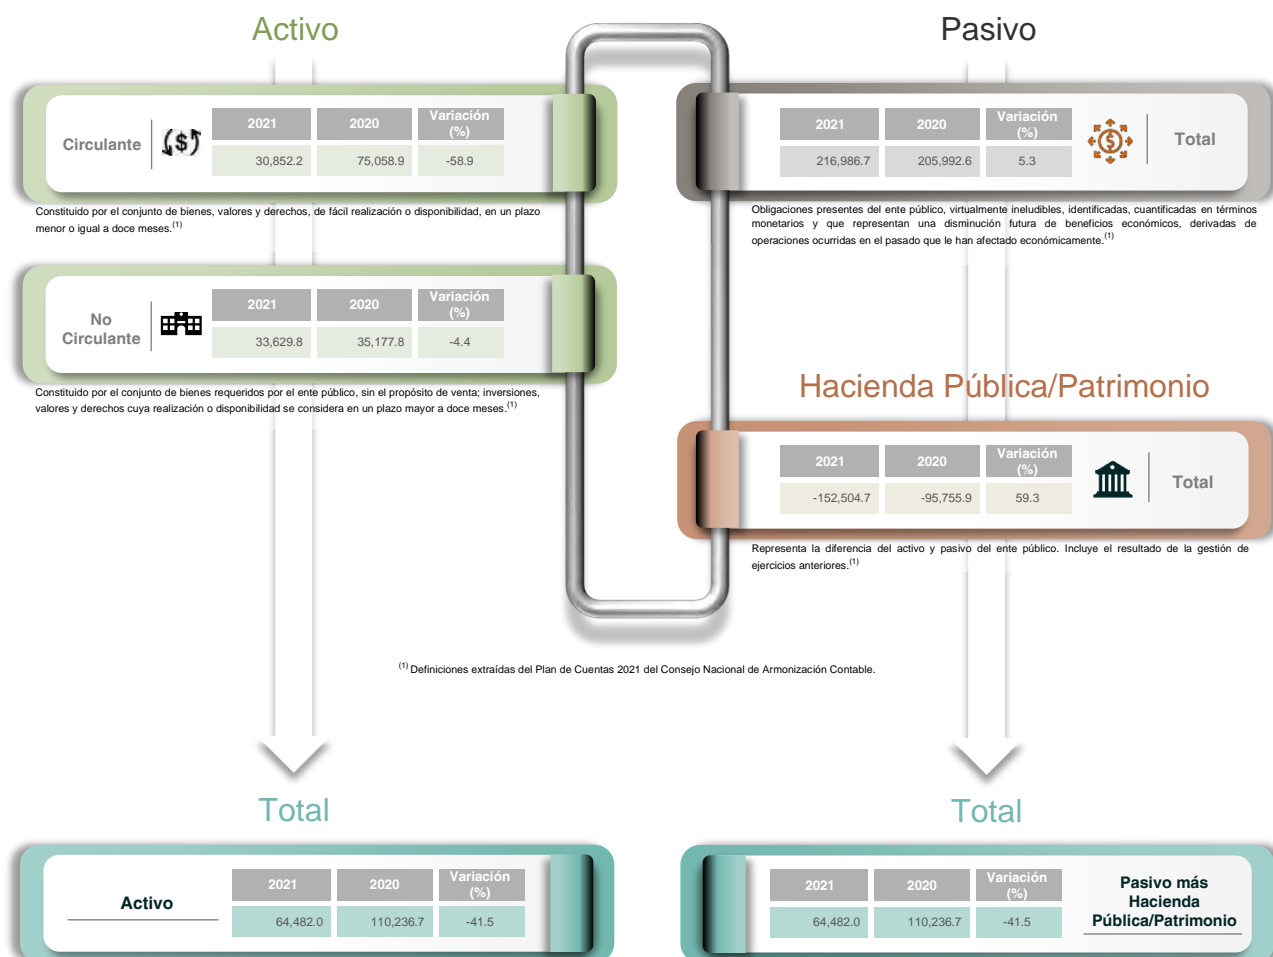 Activo
Circulante
2021 2020 Variación (%)
30,852.2 75,058.9 -58.9
Constituido por el conjunto de bienes, valores y derechos, de fácil realización o disponibilidad, en un plazo
menor o igual a doce meses.(1)
No
Circulante
2021 2020 Variación (%)
33,629.8 35,177.8 -4.4
Constituido por el conjunto de bienes requeridos por el ente público, sin el propósito de venta; inversiones,
valores y derechos cuya realización o disponibilidad se considera en un plazo mayor a doce meses.(1)
Pasivo
2021 2020 Variación (%)
216,986.7 205,992.6 5.3
Total
Obligaciones presentes del ente público, virtualmente ineludibles, identificadas, cuantificadas en términos
monetarios y que representan una disminución futura de beneficios económicos, derivadas de
operaciones ocurridas en el pasado que le han afectado económicamente.(1)
Hacienda Pública/Patrimonio
2021 2020 Variación (%)
-152,504.7 -95,755.9 59.3
Total
Representa la diferencia del activo y pasivo del ente público. Incluye el resultado de la gestión de
ejercicios anteriores.(1)
(1) Definiciones extraídas del Plan de Cuentas 2021 del Consejo Nacional de Armonización Contable.
Total
Activo
2021 2020 Variación (%)
64,482.0 110,236.7 -41.5
Total
2021 2020 Variación (%)
64,482.0 110,236.7 -41.5
Pasivo más
Hacienda
Pública/Patrimonio